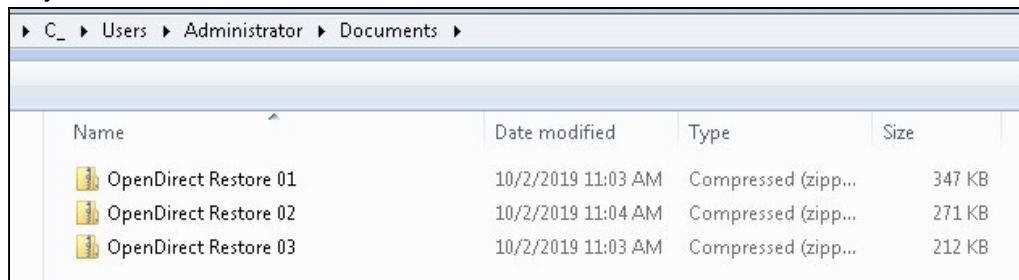 C_ ▸ Users ▸ Administrator ▸ Documents ▸
Name Date modified Type Size
OpenDirect Restore 01 10/2/2019 11:03 AM Compressed (zipp... 347 KB
OpenDirect Restore 02 10/2/2019 11:04 AM Compressed (zipp... 271 KB
OpenDirect Restore 03 10/2/2019 11:03 AM Compressed (zipp... 212 KB